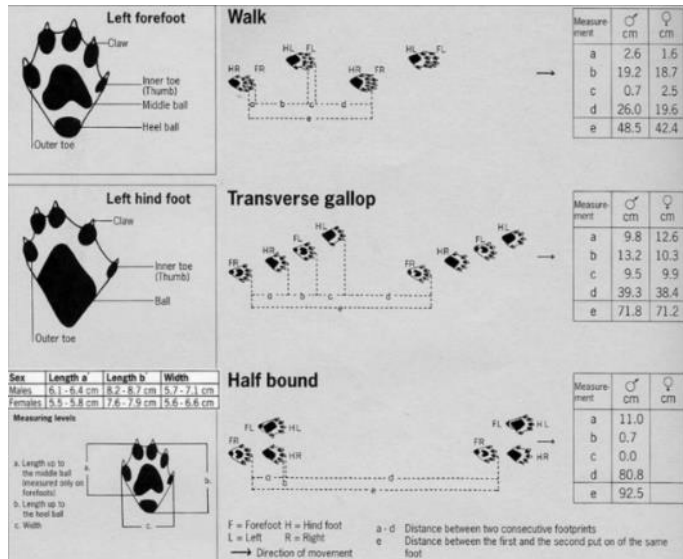 Left forefoot
Claw
Inner toe
(Thumb)
Middle ball
Heel ball
Outer toe
Walk
HL FL
HL FL
HR FR
HR FR
a b c d
e
Measure-
ment ♂ cm ♀ cm
a 2.6 1.6
b 19.2 18.7
c 0.7 2.5
d 26.0 19.6
e 48.5 42.4
Left hind foot
Claw
Inner toe
(Thumb)
Ball
Outer toe
Transverse gallop
HL
FL
HR
FR
HL
FL
HR
FR
a b c d
e
Measure-
ment ♂ cm ♀ cm
a 9.8 12.6
b 13.2 10.3
c 9.5 9.9
d 39.3 38.4
e 71.8 71.2
Sex Length a' Length b' Width
Males 6.1 - 6.4 cm 8.2 - 8.7 cm 5.7 - 7.1 cm
Females 5.5 - 5.8 cm 7.6 - 7.9 cm 5.6 - 6.6 cm
Measuring levels
a. Length up to
the middle ball
(measured only on
forefoots)
b. Length up to
the heel ball
c. Width
a.
b.
c.
Half bound
FL HL
FR HR
FL HL
FR HR
a d
e
Measure-
ment ♂ cm ♀ cm
a 11.0
b 0.7
c 0.0
d 80.8
e 92.5
F = Forefoot H = Hind foot
L = Left R = Right
→ Direction of movement
a - d Distance between two consecutive footprints
e Distance between the first and the second put on of the same
foot